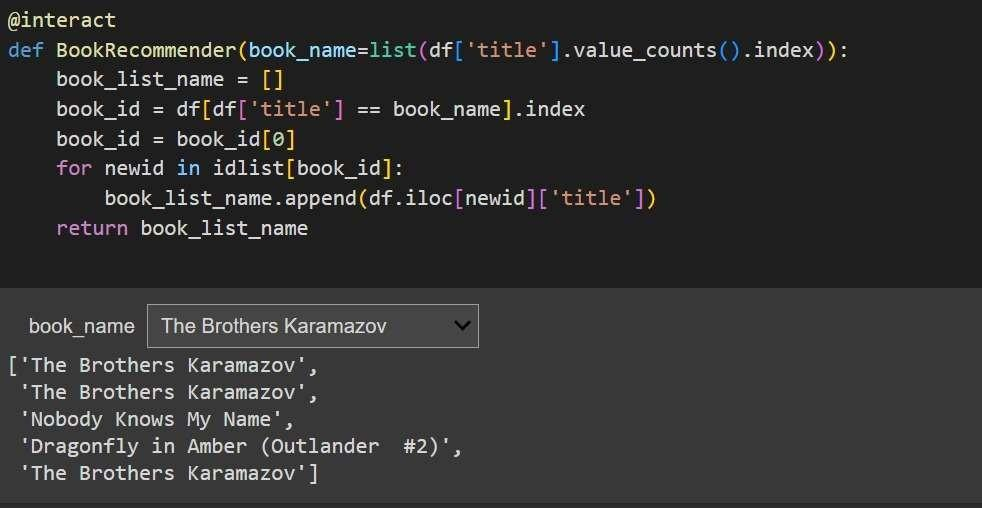 @interact
def BookRecommender(book_name=list(df['title'].value_counts().index)):
    book_list_name = []
    book_id = df[df['title'] == book_name].index
    book_id = book_id[0]
    for newid in idlist[book_id]:
        book_list_name.append(df.iloc[newid]['title'])
    return book_list_name
book_name The Brothers Karamazov
['The Brothers Karamazov',
 'The Brothers Karamazov',
 'Nobody Knows My Name',
 'Dragonfly in Amber (Outlander  #2)',
 'The Brothers Karamazov']